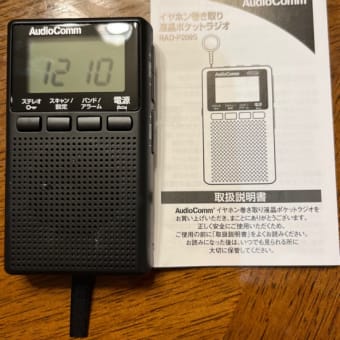 AudioComm
12 10
ステレオ
スキャン/
設定
バンド/
アラーム
電源
AudioComm
イヤホン巻き取り
液晶ポケットラジオ
取扱説明書
AudioComm® イヤホン巻き取り液晶ポケットラジオを
お買い上げいただき、まことにありがとうございます。
正しく安全にご使用いただくため、
ご使用の前に「取扱説明書」をよくお読みください。
お読みになった後は、いつでも見られる所に
大切に保管してください。